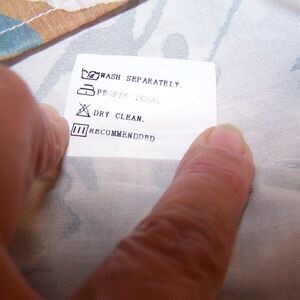 WASH SEPARATELY.
PROFESSIONAL
DRY CLEAN.
RECOMMENDDED